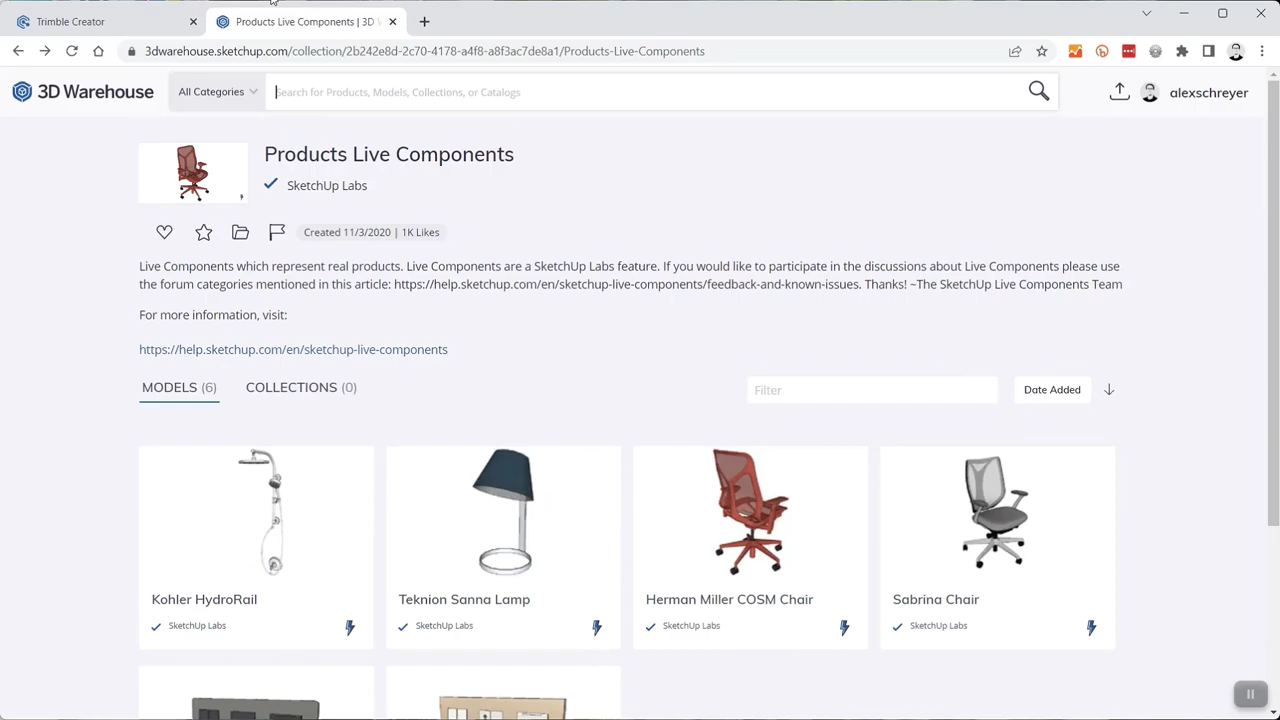 Trimble Creator
Products Live Components | 3D
3dwarehouse.sketchup.com/collection/2b242e8d-2c70-4178-a4f8-a8f3ac7de8a1/Products-Live-Components
3D Warehouse
All Categories
Search for Products, Models, Collections, or Catalogs
alexschreyer
Products Live Components
SketchUp Labs
Created 11/3/2020 | 1K Likes
Live Components which represent real products. Live Components are a SketchUp Labs feature. If you would like to participate in the discussions about Live Components please use
the forum categories mentioned in this article: https://help.sketchup.com/en/sketchup-live-components/feedback-and-known-issues. Thanks! ~The SketchUp Live Components Team
For more information, visit:
https://help.sketchup.com/en/sketchup-live-components
MODELS (6)
COLLECTIONS (0)
Filter
Date Added
Kohler HydroRail
SketchUp Labs
Teknion Sanna Lamp
SketchUp Labs
Herman Miller COSM Chair
SketchUp Labs
Sabrina Chair
SketchUp Labs